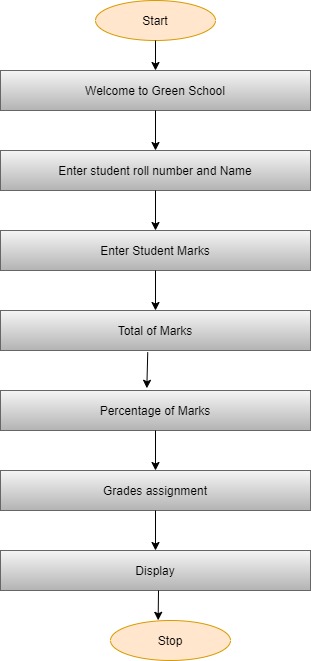 Start
Welcome to Green School
Enter student roll number and Name
Enter Student Marks
Total of Marks
Percentage of Marks
Grades assignment
Display
Stop